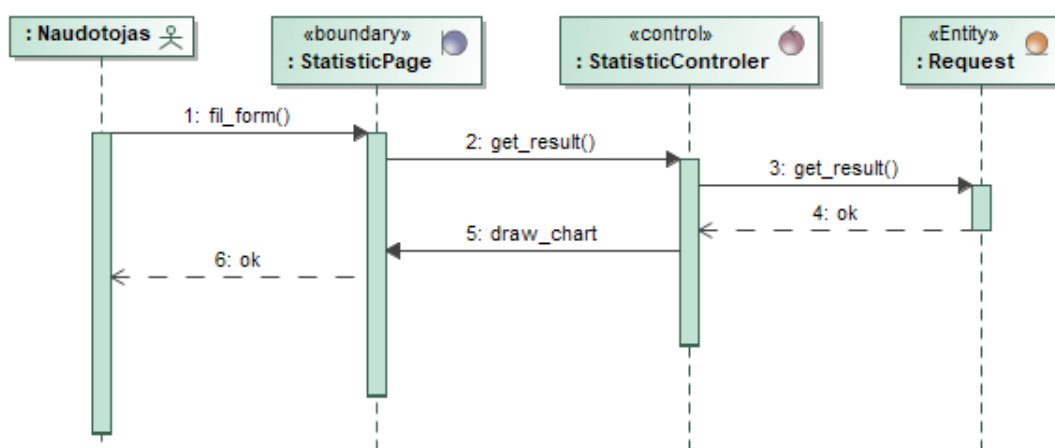 : Naudotojas
«boundary»
: StatisticPage
«control»
: StatisticControler
«Entity»
: Request
1: fil_form()
2: get_result()
3: get_result()
4: ok
5: draw_chart
6: ok